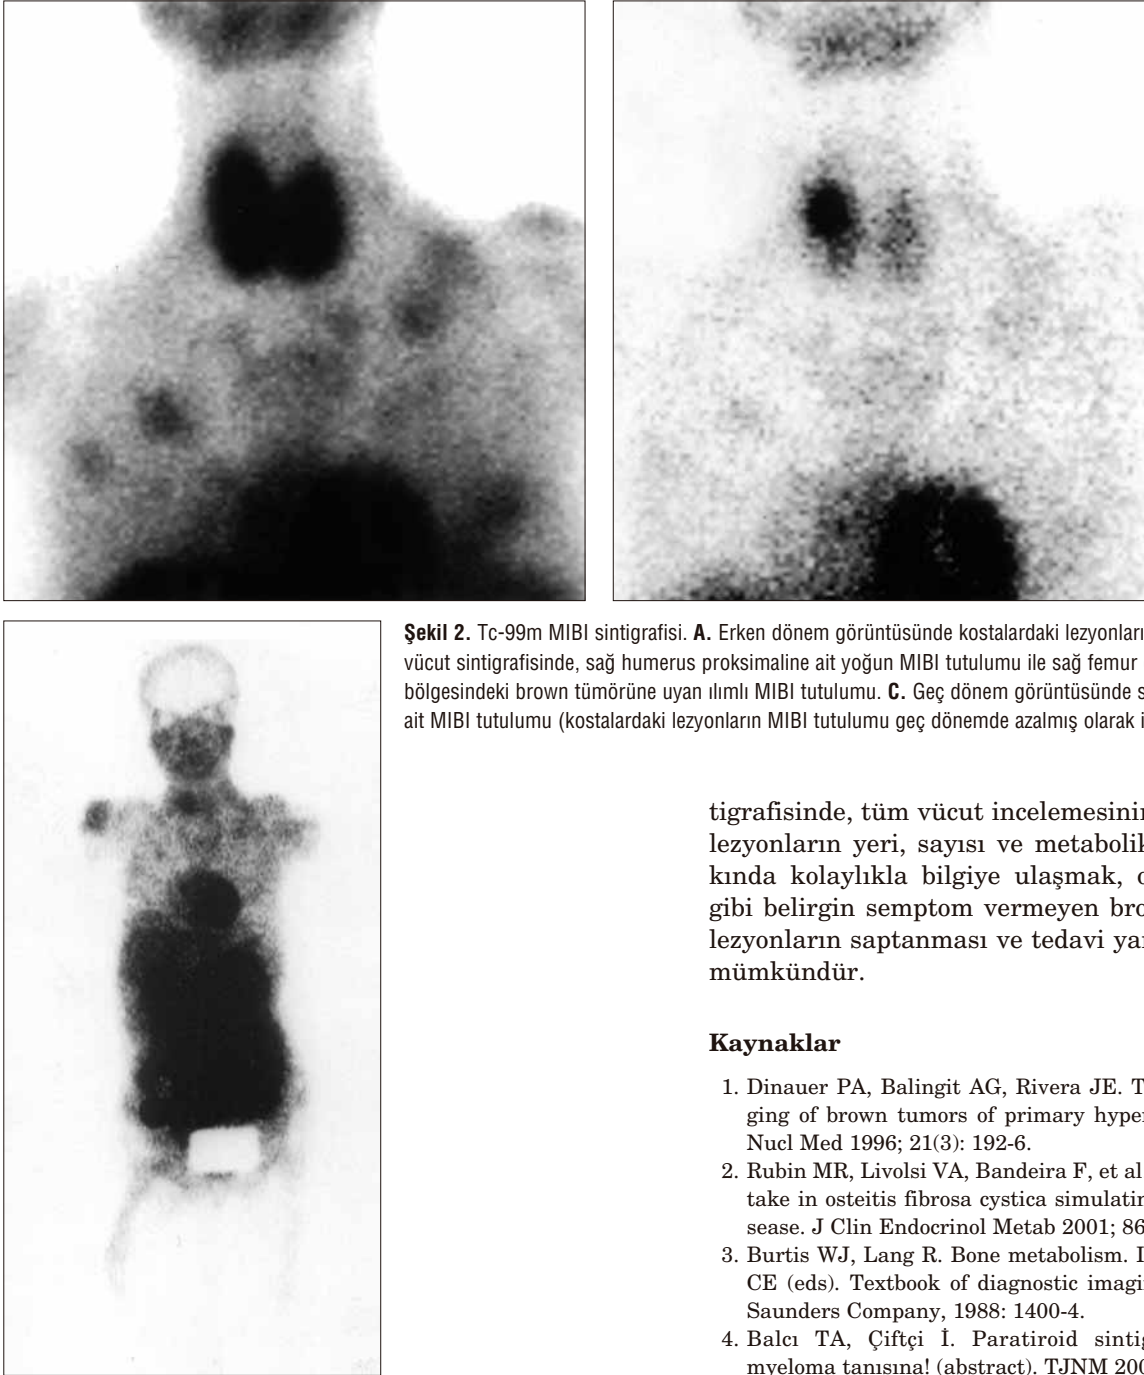 Şekil 2. Tc-99m MIBI sintigrafisi. A. Erken dönem görüntüsünde kostalardaki lezyonları
vücut sintigrafisinde, sağ humerus proksimaline ait yoğun MIBI tutulumu ile sağ femur
bölgesindeki brown tümörüne uyan ılımlı MIBI tutulumu. C. Geç dönem görüntüsünde s
ait MIBI tutulumu (kostalardaki lezyonların MIBI tutulumu geç dönemde azalmış olarak i
tigrafisinde, tüm vücut incelemesinin
lezyonların yeri, sayısı ve metabolik
kında kolaylıkla bilgiye ulaşmak, o
gibi belirgin semptom vermeyen bro
lezyonların saptanması ve tedavi ya
mümkündür.
Kaynaklar
1. Dinauer PA, Balingit AG, Rivera JE. T
ging of brown tumors of primary hyper
Nucl Med 1996; 21(3): 192-6.
2. Rubin MR, Livolsi VA, Bandeira F, et al
take in osteitis fibrosa cystica simulatin
sease. J Clin Endocrinol Metab 2001; 86
3. Burtis WJ, Lang R. Bone metabolism. I
CE (eds). Textbook of diagnostic imagi
Saunders Company, 1988: 1400-4.
4. Balcı TA, Çiftçi İ. Paratiroid sintig
myeloma tanısına! (abstract). TJNM 200